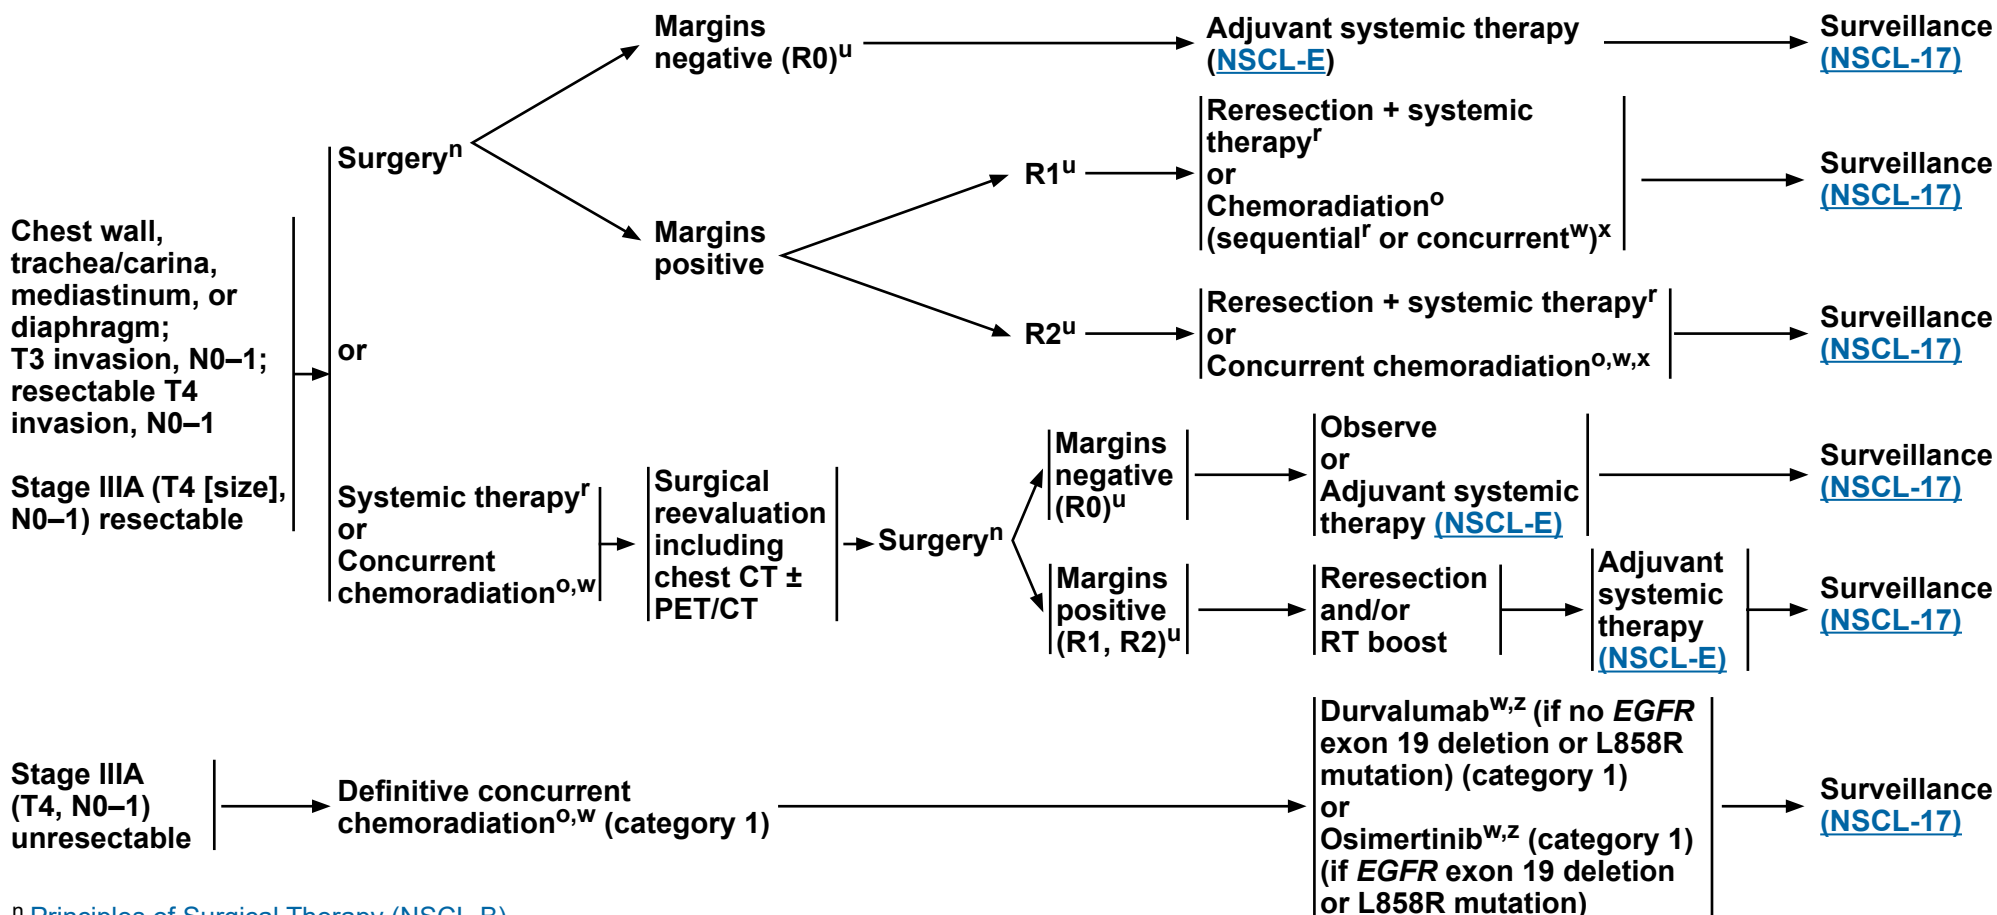 Chest wall,
trachea/carina,
mediastinum, or
diaphragm;
T3 invasion, N0–1;
resectable T4
invasion, N0–1
Stage IIIA (T4 [size],
N0–1) resectable
Surgeryⁿ
or
Systemic therapyʳ
or
Concurrent
chemoradiationᵒ,ʷ
Margins
negative (R0)ᵘ
Adjuvant systemic therapy
(NSCL-E)
Surveillance
(NSCL-17)
Margins
positive
R1ᵘ
Reresection + systemic
therapyʳ
or
Chemoradiationᵒ
(sequentialʳ or concurrentʷ)ˣ
Surveillance
(NSCL-17)
R2ᵘ
Reresection + systemic therapyʳ
or
Concurrent chemoradiationᵒ,ʷ,ˣ
Surveillance
(NSCL-17)
Surgical
reevaluation
including
chest CT ±
PET/CT
Surgeryⁿ
Margins
negative
(R0)ᵘ
Observe
or
Adjuvant systemic
therapy (NSCL-E)
Surveillance
(NSCL-17)
Margins
positive
(R1, R2)ᵘ
Reresection
and/or
RT boost
Adjuvant
systemic
therapy
(NSCL-E)
Surveillance
(NSCL-17)
Stage IIIA
(T4, N0–1)
unresectable
Definitive concurrent
chemoradiationᵒ,ʷ (category 1)
Durvalumabʷ,ᶻ (if no EGFR
exon 19 deletion or L858R
mutation) (category 1)
or
Osimertinibʷ,ᶻ (category 1)
(if EGFR exon 19 deletion
or L858R mutation)
Surveillance
(NSCL-17)
ⁿ Principles of Surgical Therapy (NSCL-B)